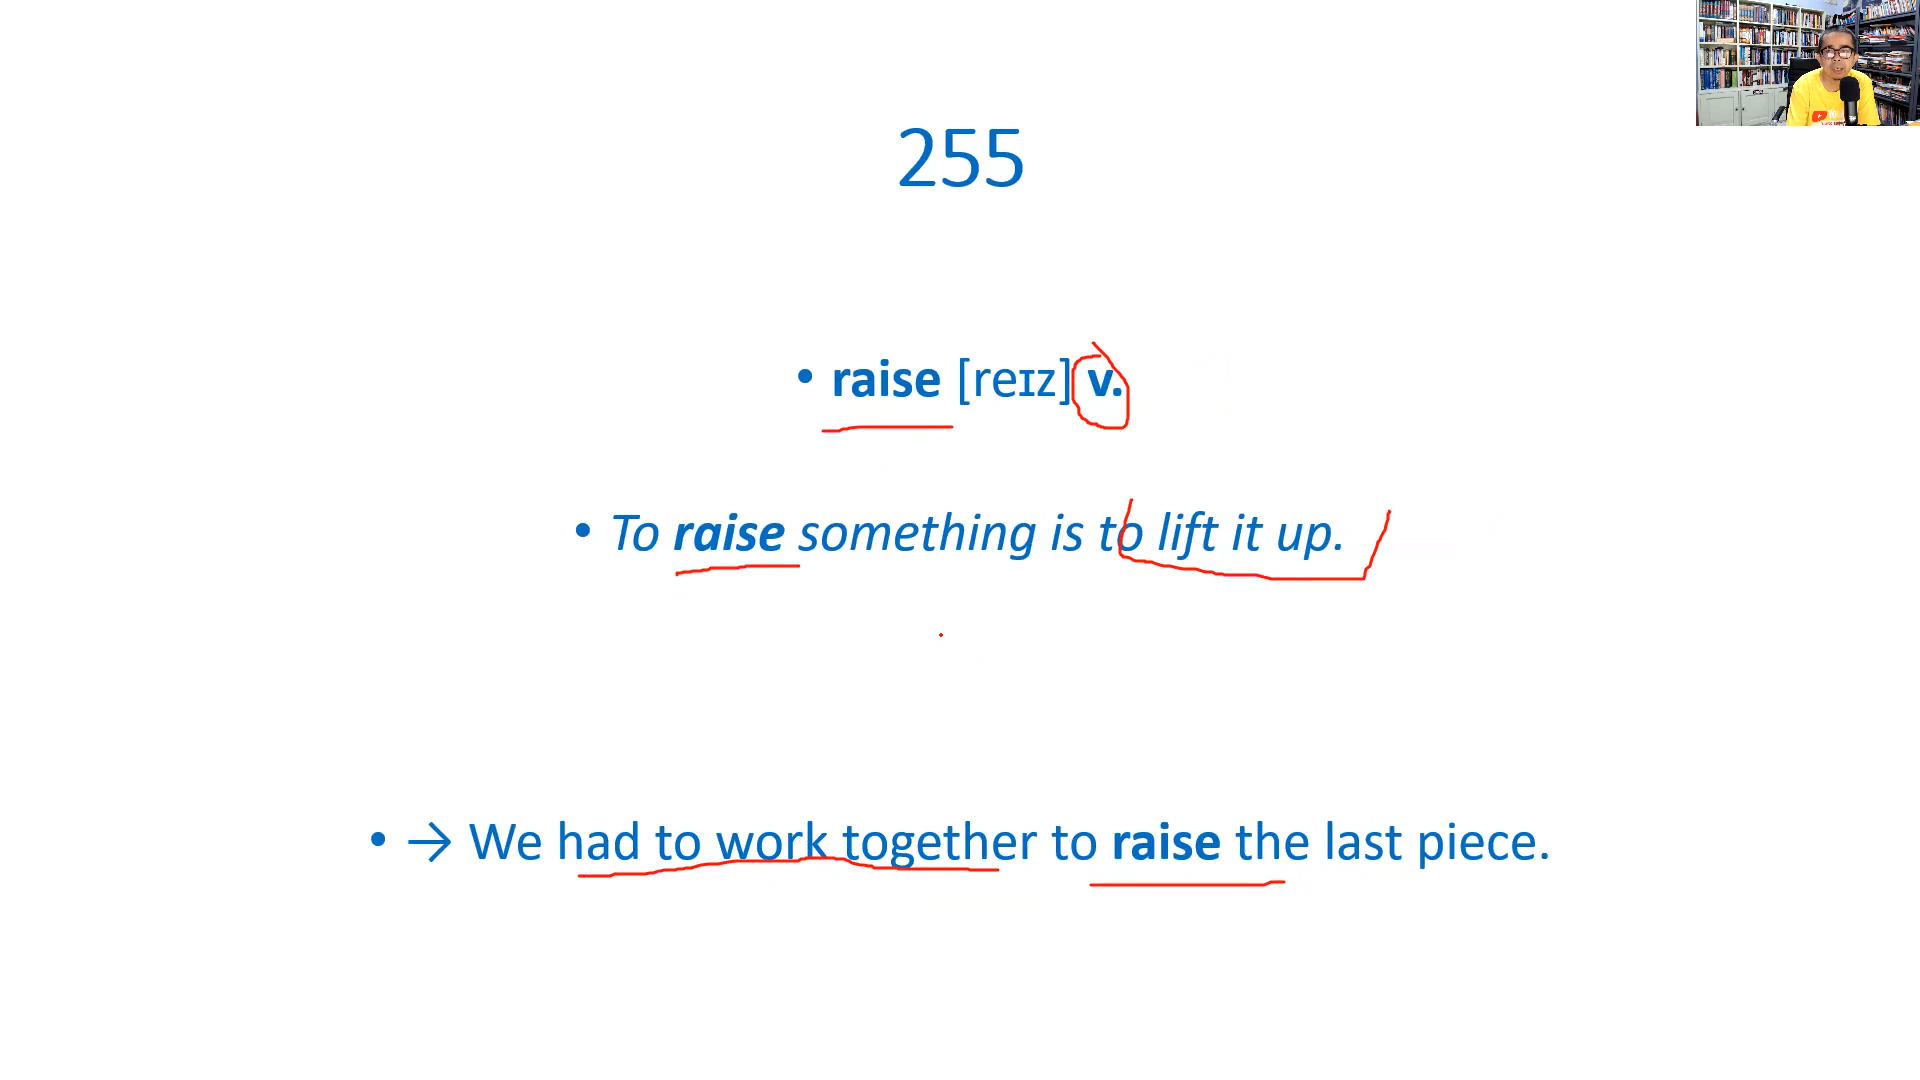 255
• raise [reɪz] v.
• To raise something is to lift it up.
• → We had to work together to raise the last piece.